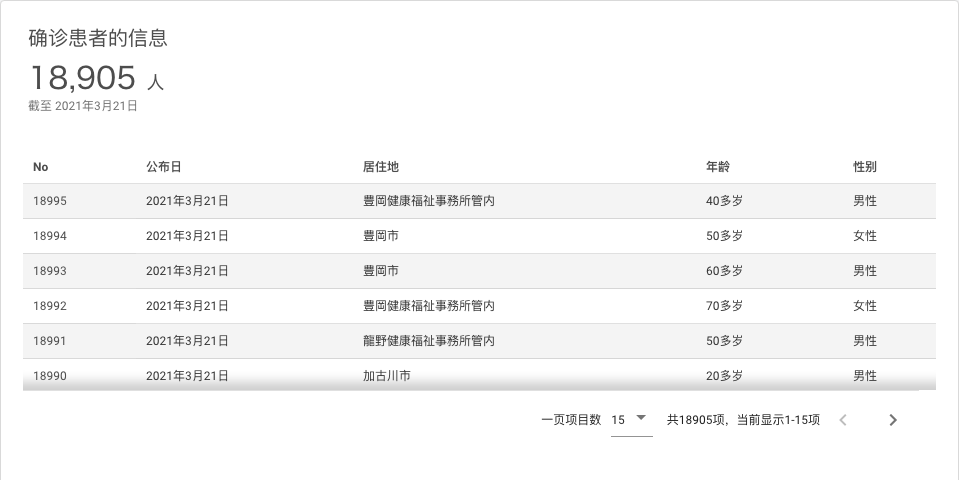 确诊患者的信息
18,905 人
截至 2021年3月21日
No 公布日 居住地 年龄 性别
18995 2021年3月21日 豊岡健康福祉事務所管内 40多岁 男性
18994 2021年3月21日 豊岡市 50多岁 女性
18993 2021年3月21日 豊岡市 60多岁 男性
18992 2021年3月21日 豊岡健康福祉事務所管内 70多岁 女性
18991 2021年3月21日 龍野健康福祉事務所管内 50多岁 男性
18990 2021年3月21日 加古川市 20多岁 男性
一页项目数 15 共18905项，当前显示1-15项